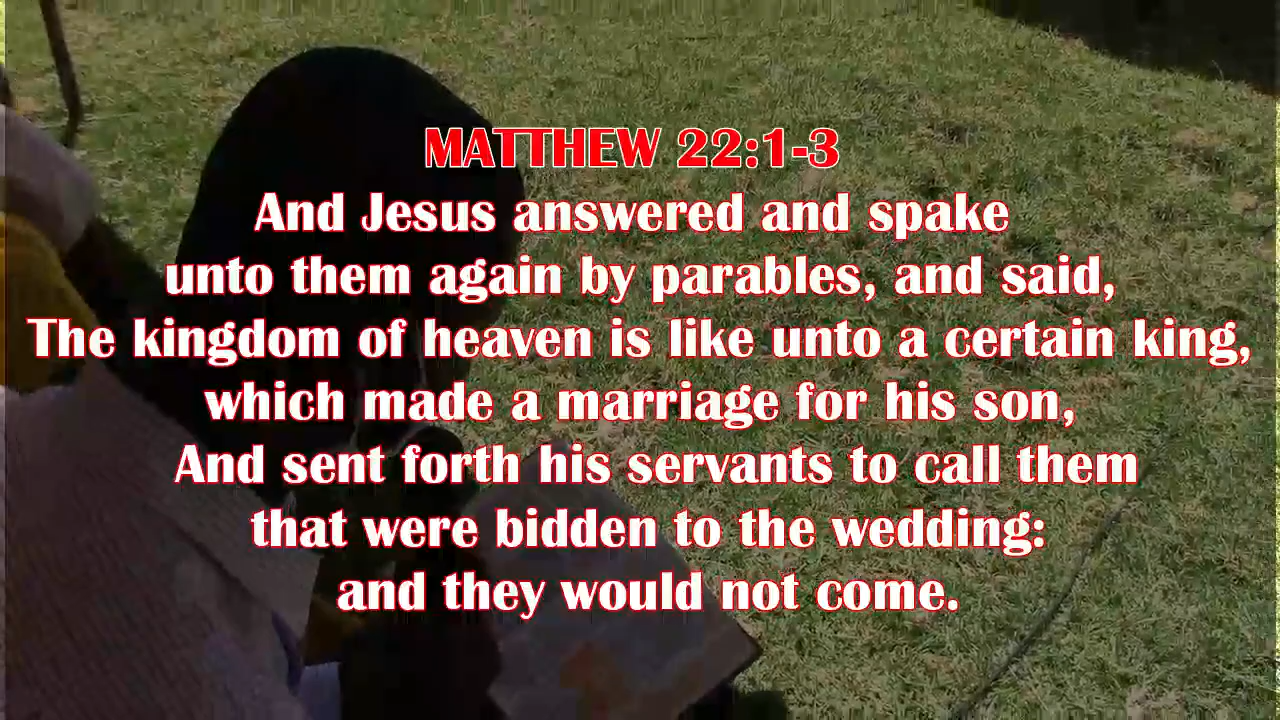 MATTHEW 22:1-3
And Jesus answered and spake
unto them again by parables, and said,
The kingdom of heaven is like unto a certain king,
which made a marriage for his son,
And sent forth his servants to call them
that were bidden to the wedding:
and they would not come.